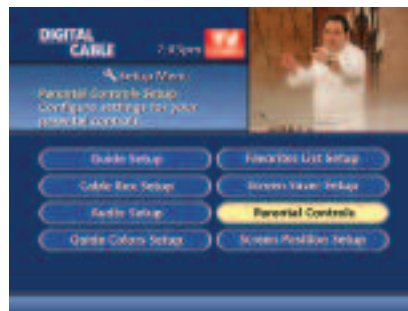 DIGITAL
CABLE
7:03pm
TV
Setup Menu
Parental Controls Setup
Configure settings for your
parental controls.
Guide Setup
Favorites List Setup
Cable Box Setup
Screen Saver Setup
Audio Setup
Parental Controls
Guide Colors Setup
Screen Position Setup